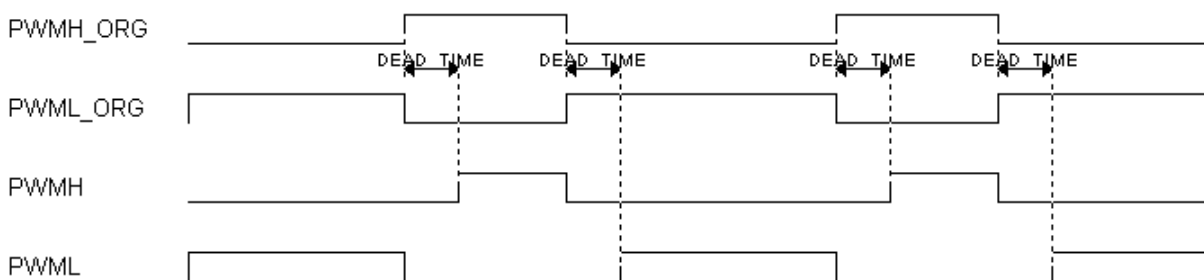 PWMH_ORG
DEAD TIME DEAD TIME DEAD TIME DEAD TIME
PWML_ORG
PWMH
PWML